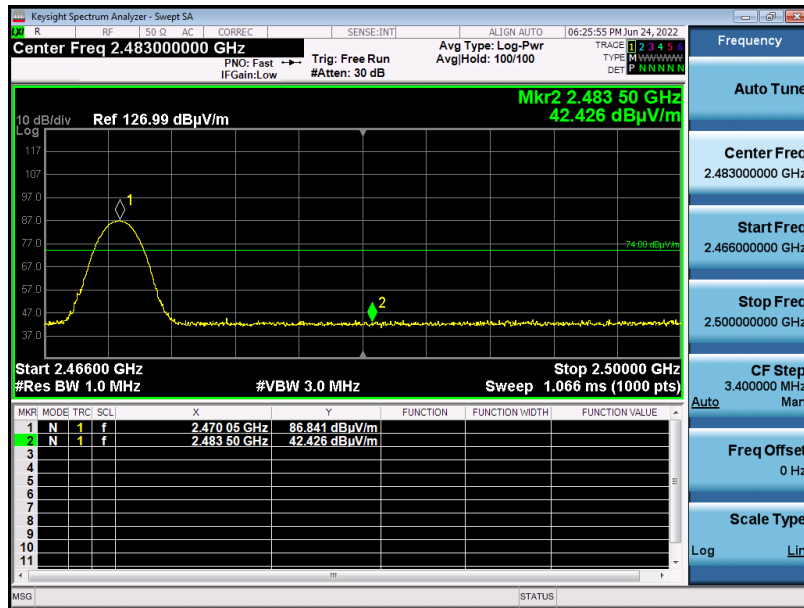 Keysight Spectrum Analyzer - Swept SA
LXI R RF 50 Ω AC CORREC SENSE:INT ALIGN AUTO 06:25:55 PM Jun 24, 2022
Center Freq 2.483000000 GHz
PNO: Fast
IFGain:Low
Trig: Free Run
#Atten: 30 dB
Avg Type: Log-Pwr
Avg|Hold: 100/100
TRACE 1 2 3 4 5 6
TYPE M W W W W W
DET P N N N N N
Mkr2 2.483 50 GHz
42.426 dBµV/m
10 dB/div Ref 126.99 dBµV/m
Log
117
107
97.0
87.0
77.0
67.0
57.0
47.0
37.0
1
2
74.00 dBµV/m
Start 2.46600 GHz Stop 2.50000 GHz
#Res BW 1.0 MHz #VBW 3.0 MHz Sweep 1.066 ms (1000 pts)
MKR MODE TRC SCL X Y FUNCTION FUNCTION WIDTH FUNCTION VALUE
1 N 1 f 2.470 05 GHz 86.841 dBµV/m
2 N 1 f 2.483 50 GHz 42.426 dBµV/m
3
4
5
6
7
8
9
10
11
MSG STATUS
Frequency
Auto Tune
Center Freq
2.483000000 GHz
Start Freq
2.466000000 GHz
Stop Freq
2.500000000 GHz
CF Step
3.400000 MHz
Auto Man
Freq Offset
0 Hz
Scale Type
Log Lin